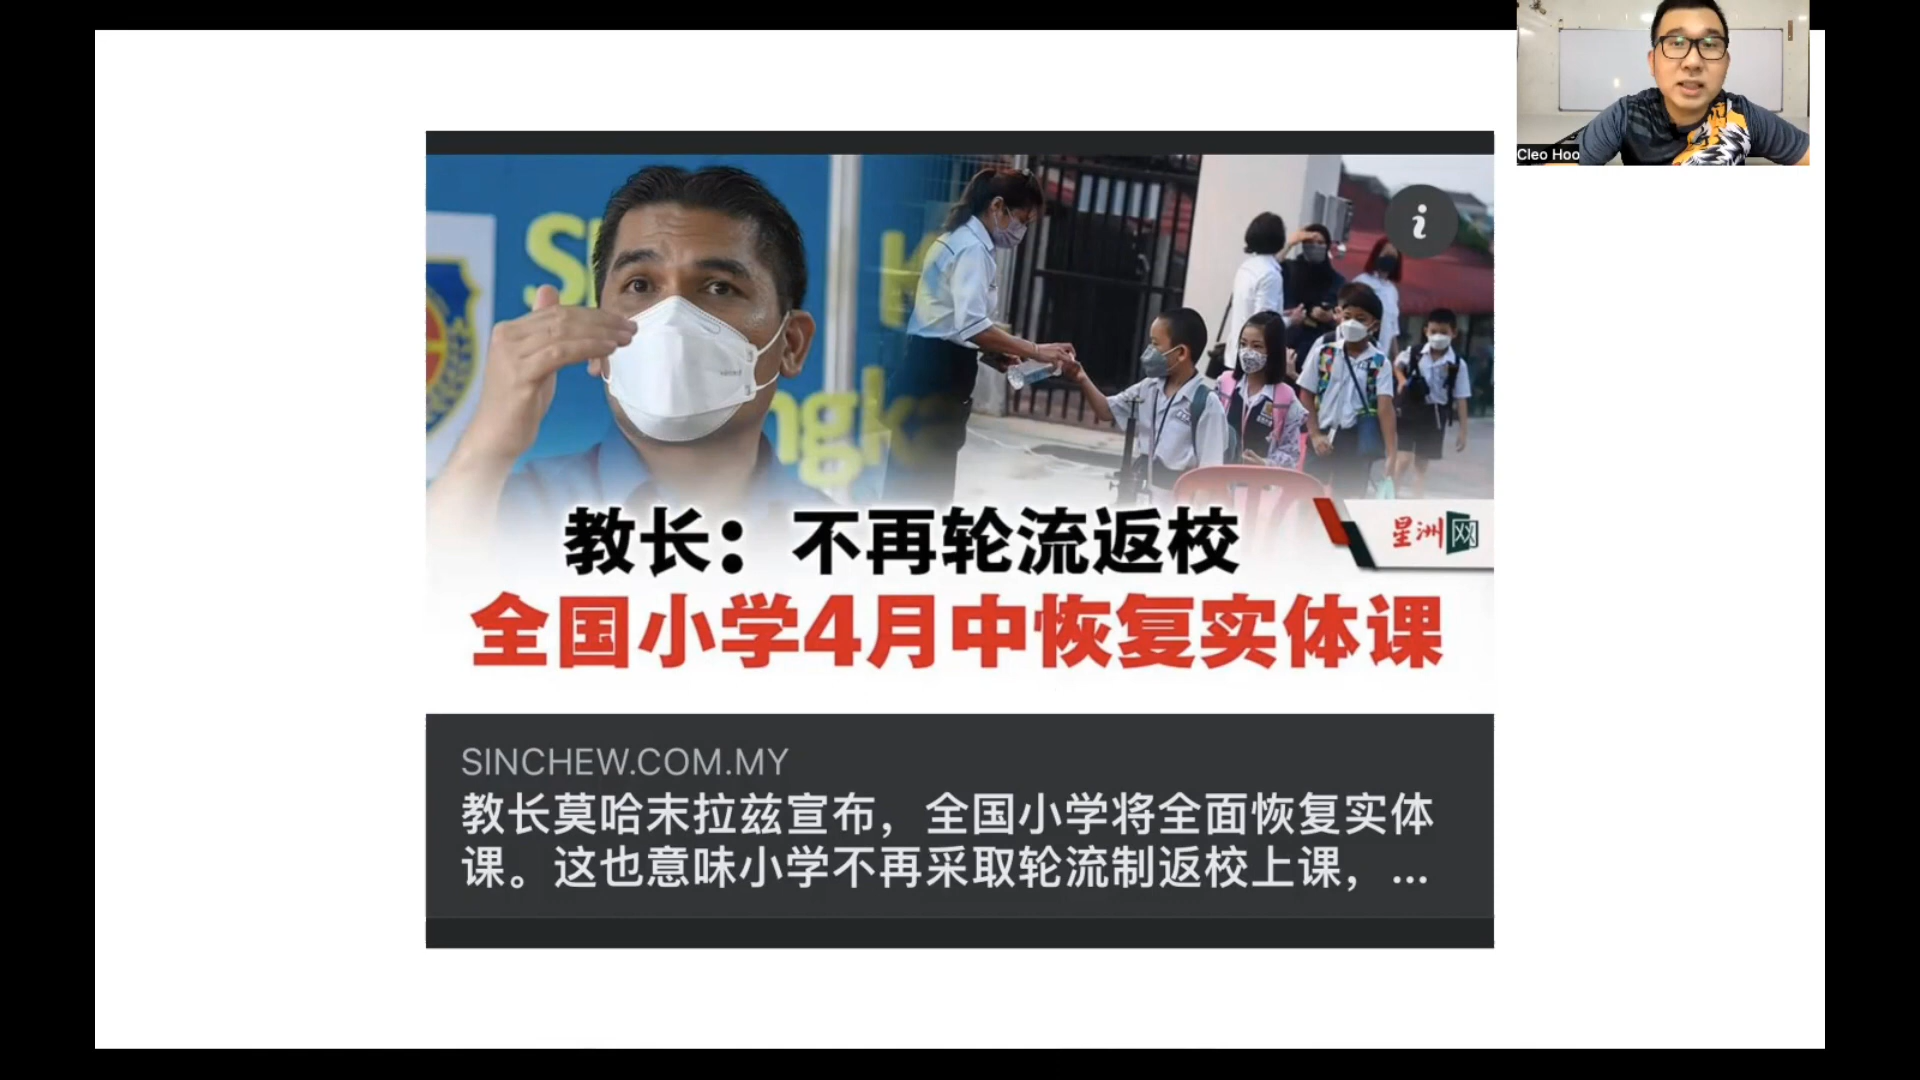 Cleo Hoo
教长：不再轮流返校
星洲网
全国小学4月中恢复实体课
SINCHEW.COM.MY
教长莫哈末拉兹宣布，全国小学将全面恢复实体
课。这也意味小学不再采取轮流制返校上课，...